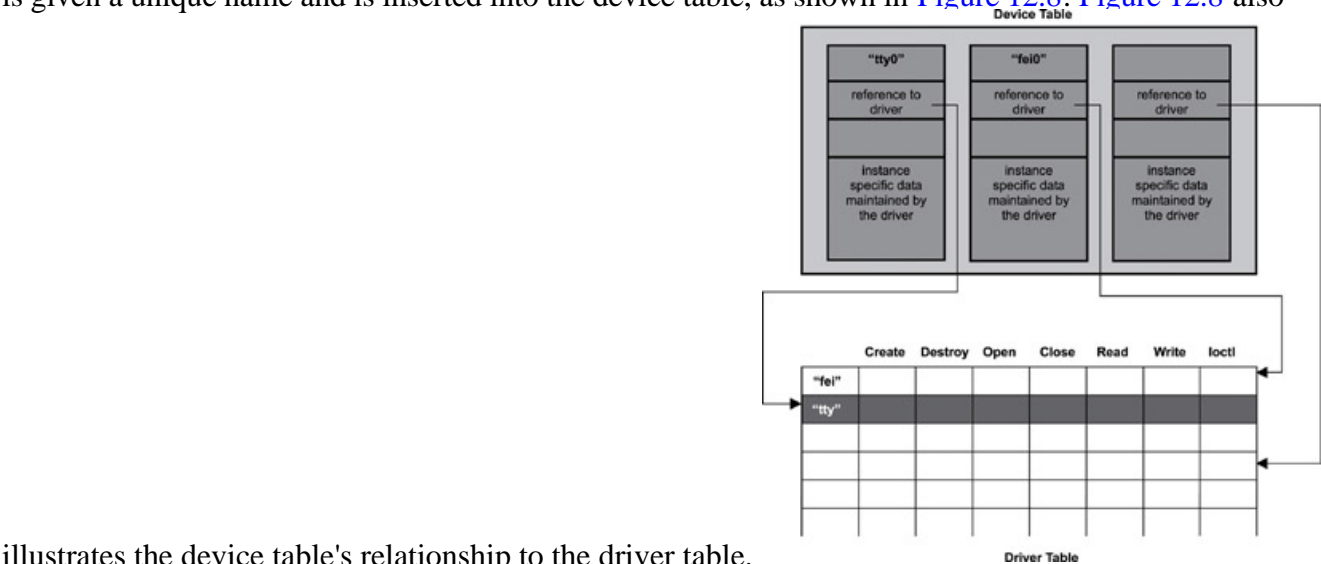 is given a unique name and is inserted into the device table, as shown in Figure 12.8. Figure 12.8 also
Device Table
"tty0"
"fei0"
reference to
driver
reference to
driver
reference to
driver
instance
specific data
maintained by
the driver
instance
specific data
maintained by
the driver
instance
specific data
maintained by
the driver
Create Destroy Open Close Read Write Ioctl
"fei"
"tty"
illustrates the device table's relationship to the driver table.
Driver Table